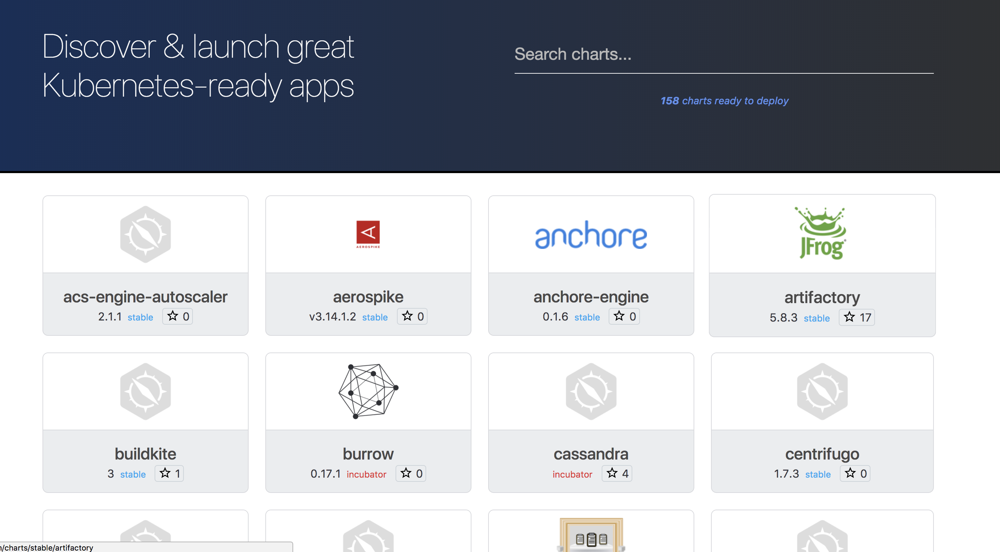 Discover & launch great
Kubernetes-ready apps
Search charts...
158 charts ready to deploy
AEROSPIKE
anchore
JFrog
acs-engine-autoscaler
2.1.1 stable 0
aerospike
v3.14.1.2 stable 0
anchore-engine
0.1.6 stable 0
artifactory
5.8.3 stable 17
buildkite
3 stable 1
burrow
0.17.1 incubator 0
cassandra
incubator 4
centrifugo
1.7.3 stable 0
/charts/stable/artifactory